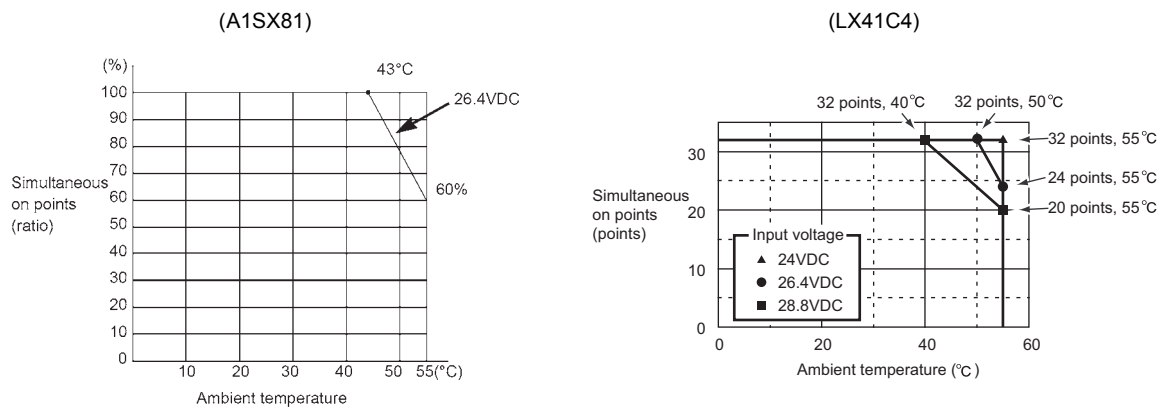 (A1SX81)
(%)
100
90
80
70
60
50
40
30
20
10
0
43°C
26.4VDC
60%
Simultaneous
on points
(ratio)
10 20 30 40 50 55(°C)
Ambient temperature
(LX41C4)
32 points, 40°C
32 points, 50°C
32 points, 55°C
24 points, 55°C
20 points, 55°C
30
20
10
0
Simultaneous
on points
(points)
Input voltage
▲ 24VDC
● 26.4VDC
■ 28.8VDC
0 20 40 60
Ambient temperature (°C)